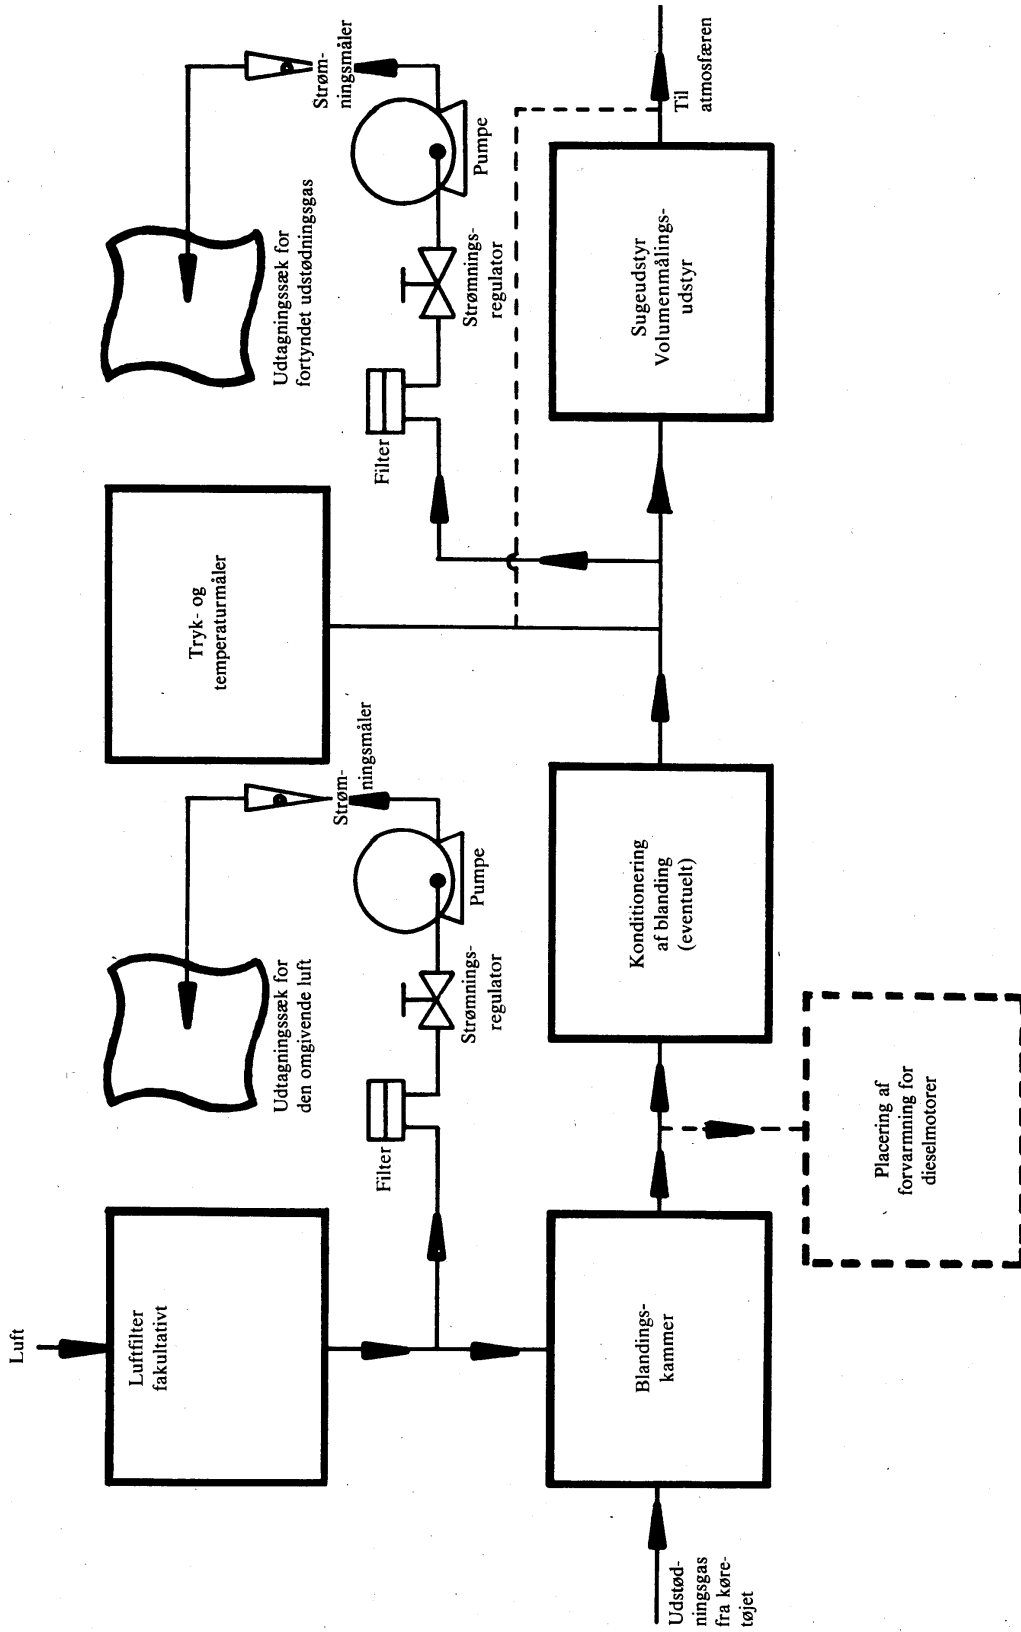 Luft
Luftfilter
fakultativt
Udtagningssæk for
den omgivende luft
Strøm-
ningsmåler
Filter
Strømnings-
regulator
Pumpe
Tryk- og
temperaturmåler
Udtagningssæk for
fortyndet udstødningsgas
Strøm-
ningsmåler
Filter
Strømnings-
regulator
Pumpe
Udstød-
ningsgas
fra køre-
tøjet
Blandings-
kammer
Konditionering
af blanding
(eventuelt)
Sugeudstyr
Volumenmålings-
udstyr
Til
atmosfæren
Placering af
forvarmning for
dieselmotorer